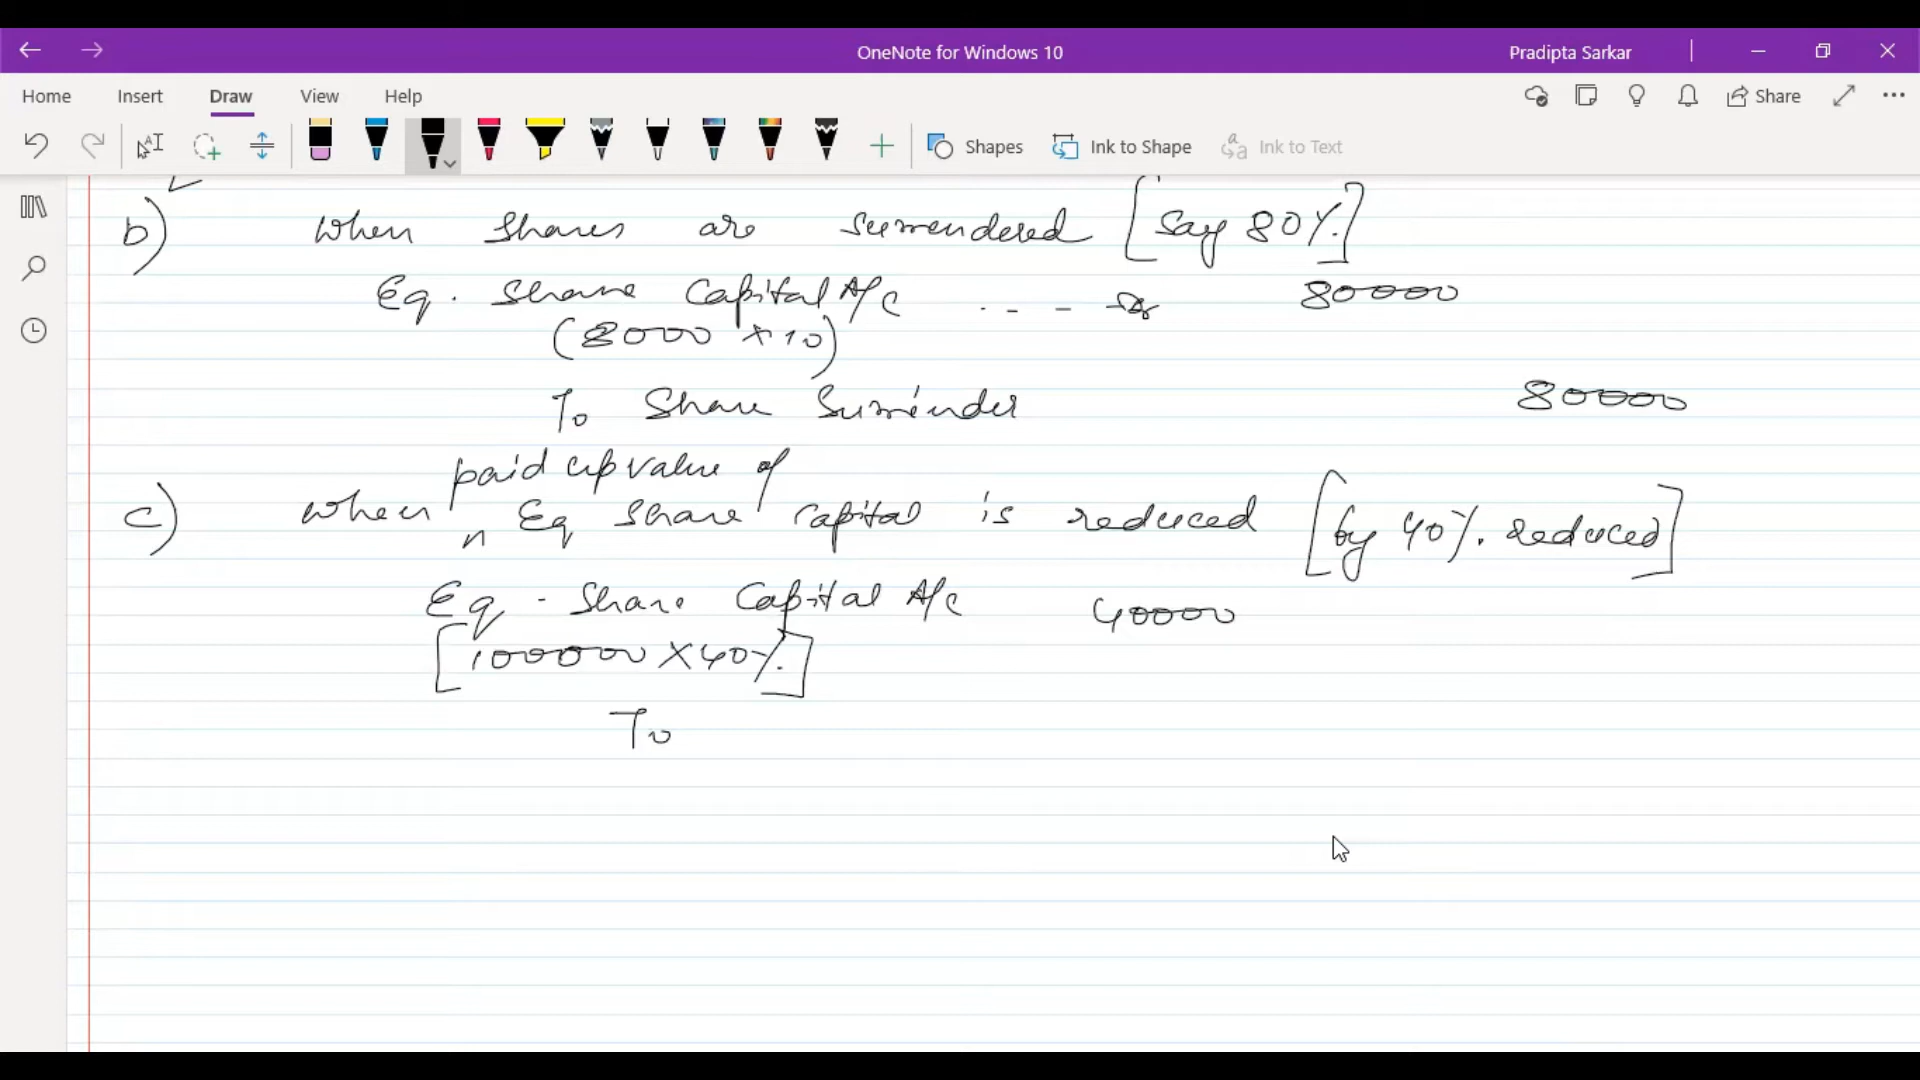 OneNote for Windows 10
Pradipta Sarkar
Home Insert Draw View Help
Share
Shapes Ink to Shape Ink to Text
b) When shares are surrendered [Say 80%.]
Eq. Share Capital A/c .. - - Dr 80000
(8000 × 10)
To Share Surrender 80000
paid up value of
c) When Eq Share capital is reduced [by 40%. reduced]
Eq - Share Capital A/c 40000
[100000 × 40%.]
To